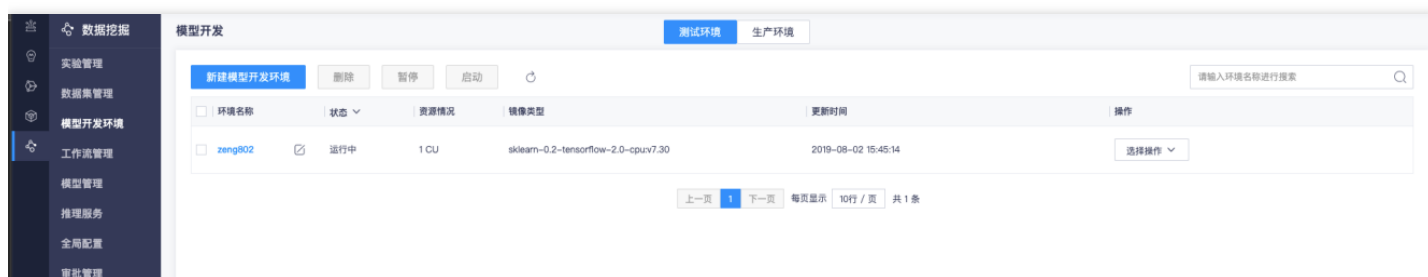 数据挖掘
实验管理
数据集管理
模型开发环境
工作流管理
模型管理
推理服务
全局配置
审批管理
模型开发
测试环境 生产环境
新建模型开发环境 删除 暂停 启动 请输入环境名称进行搜索
环境名称 状态 资源情况 镜像类型 更新时间 操作
zeng802 运行中 1 CU sklearn-0.2-tensorflow-2.0-cpu:v7.30 2019-08-02 15:45:14 选择操作
上一页 1 下一页 每页显示 10行 / 页 共 1 条